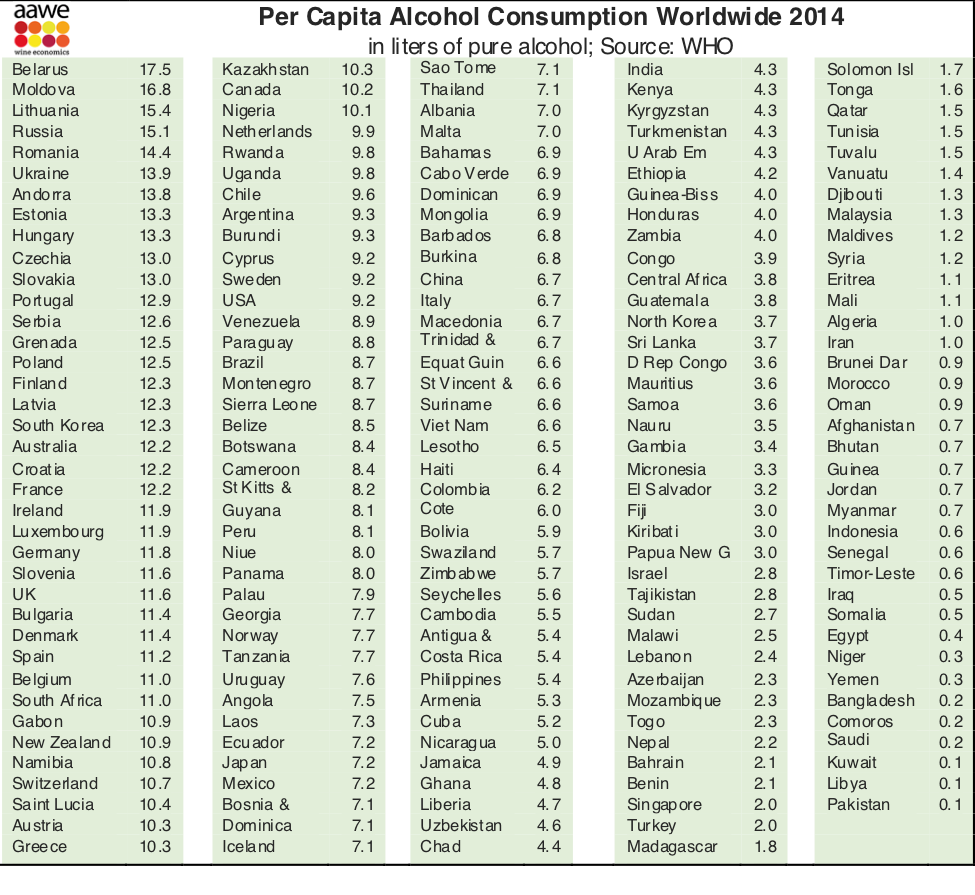 aawe
wine economics
Per Capita Alcohol Consumption Worldwide 2014
in liters of pure alcohol; Source: WHO
Belarus 17.5
Moldova 16.8
Lithuania 15.4
Russia 15.1
Romania 14.4
Ukraine 13.9
Andorra 13.8
Estonia 13.3
Hungary 13.3
Czechia 13.0
Slovakia 13.0
Portugal 12.9
Serbia 12.6
Grenada 12.5
Poland 12.5
Finland 12.3
Latvia 12.3
South Korea 12.3
Australia 12.2
Croatia 12.2
France 12.2
Ireland 11.9
Luxembourg 11.9
Germany 11.8
Slovenia 11.6
UK 11.6
Bulgaria 11.4
Denmark 11.4
Spain 11.2
Belgium 11.0
South Africa 11.0
Gabon 10.9
New Zealand 10.9
Namibia 10.8
Switzerland 10.7
Saint Lucia 10.4
Austria 10.3
Greece 10.3
Kazakhstan 10.3
Canada 10.2
Nigeria 10.1
Netherlands 9.9
Rwanda 9.8
Uganda 9.8
Chile 9.6
Argentina 9.3
Burundi 9.3
Cyprus 9.2
Sweden 9.2
USA 9.2
Venezuela 8.9
Paraguay 8.8
Brazil 8.7
Montenegro 8.7
Sierra Leone 8.7
Belize 8.5
Botswana 8.4
Cameroon 8.4
St Kitts & 8.2
Guyana 8.1
Peru 8.1
Niue 8.0
Panama 8.0
Palau 7.9
Georgia 7.7
Norway 7.7
Tanzania 7.7
Uruguay 7.6
Angola 7.5
Laos 7.3
Ecuador 7.2
Japan 7.2
Mexico 7.2
Bosnia & 7.1
Dominica 7.1
Iceland 7.1
Sao Tome 7.1
Thailand 7.1
Albania 7.0
Malta 7.0
Bahamas 6.9
Cabo Verde 6.9
Dominican 6.9
Mongolia 6.9
Barbados 6.8
Burkina 6.8
China 6.7
Italy 6.7
Macedonia 6.7
Trinidad & 6.7
Equat Guin 6.6
St Vincent & 6.6
Suriname 6.6
Viet Nam 6.6
Lesotho 6.5
Haiti 6.4
Colombia 6.2
Cote 6.0
Bolivia 5.9
Swaziland 5.7
Zimbabwe 5.7
Seychelles 5.6
Cambodia 5.5
Antigua & 5.4
Costa Rica 5.4
Philippines 5.4
Armenia 5.3
Cuba 5.2
Nicaragua 5.0
Jamaica 4.9
Ghana 4.8
Liberia 4.7
Uzbekistan 4.6
Chad 4.4
India 4.3
Kenya 4.3
Kyrgyzstan 4.3
Turkmenistan 4.3
U Arab Em 4.3
Ethiopia 4.2
Guinea-Biss 4.0
Honduras 4.0
Zambia 4.0
Congo 3.9
Central Africa 3.8
Guatemala 3.8
North Korea 3.7
Sri Lanka 3.7
D Rep Congo 3.6
Mauritius 3.6
Samoa 3.6
Nauru 3.5
Gambia 3.4
Micronesia 3.3
El Salvador 3.2
Fiji 3.0
Kiribati 3.0
Papua New G 3.0
Israel 2.8
Tajikistan 2.8
Sudan 2.7
Malawi 2.5
Lebanon 2.4
Azerbaijan 2.3
Mozambique 2.3
Togo 2.3
Nepal 2.2
Bahrain 2.1
Benin 2.1
Singapore 2.0
Turkey 2.0
Madagascar 1.8
Solomon Isl 1.7
Tonga 1.6
Qatar 1.5
Tunisia 1.5
Tuvalu 1.5
Vanuatu 1.4
Djibouti 1.3
Malaysia 1.3
Maldives 1.2
Syria 1.2
Eritrea 1.1
Mali 1.1
Algeria 1.0
Iran 1.0
Brunei Dar 0.9
Morocco 0.9
Oman 0.9
Afghanistan 0.7
Bhutan 0.7
Guinea 0.7
Jordan 0.7
Myanmar 0.7
Indonesia 0.6
Senegal 0.6
Timor-Leste 0.6
Iraq 0.5
Somalia 0.5
Egypt 0.4
Niger 0.3
Yemen 0.3
Bangladesh 0.2
Comoros 0.2
Saudi 0.2
Kuwait 0.1
Libya 0.1
Pakistan 0.1